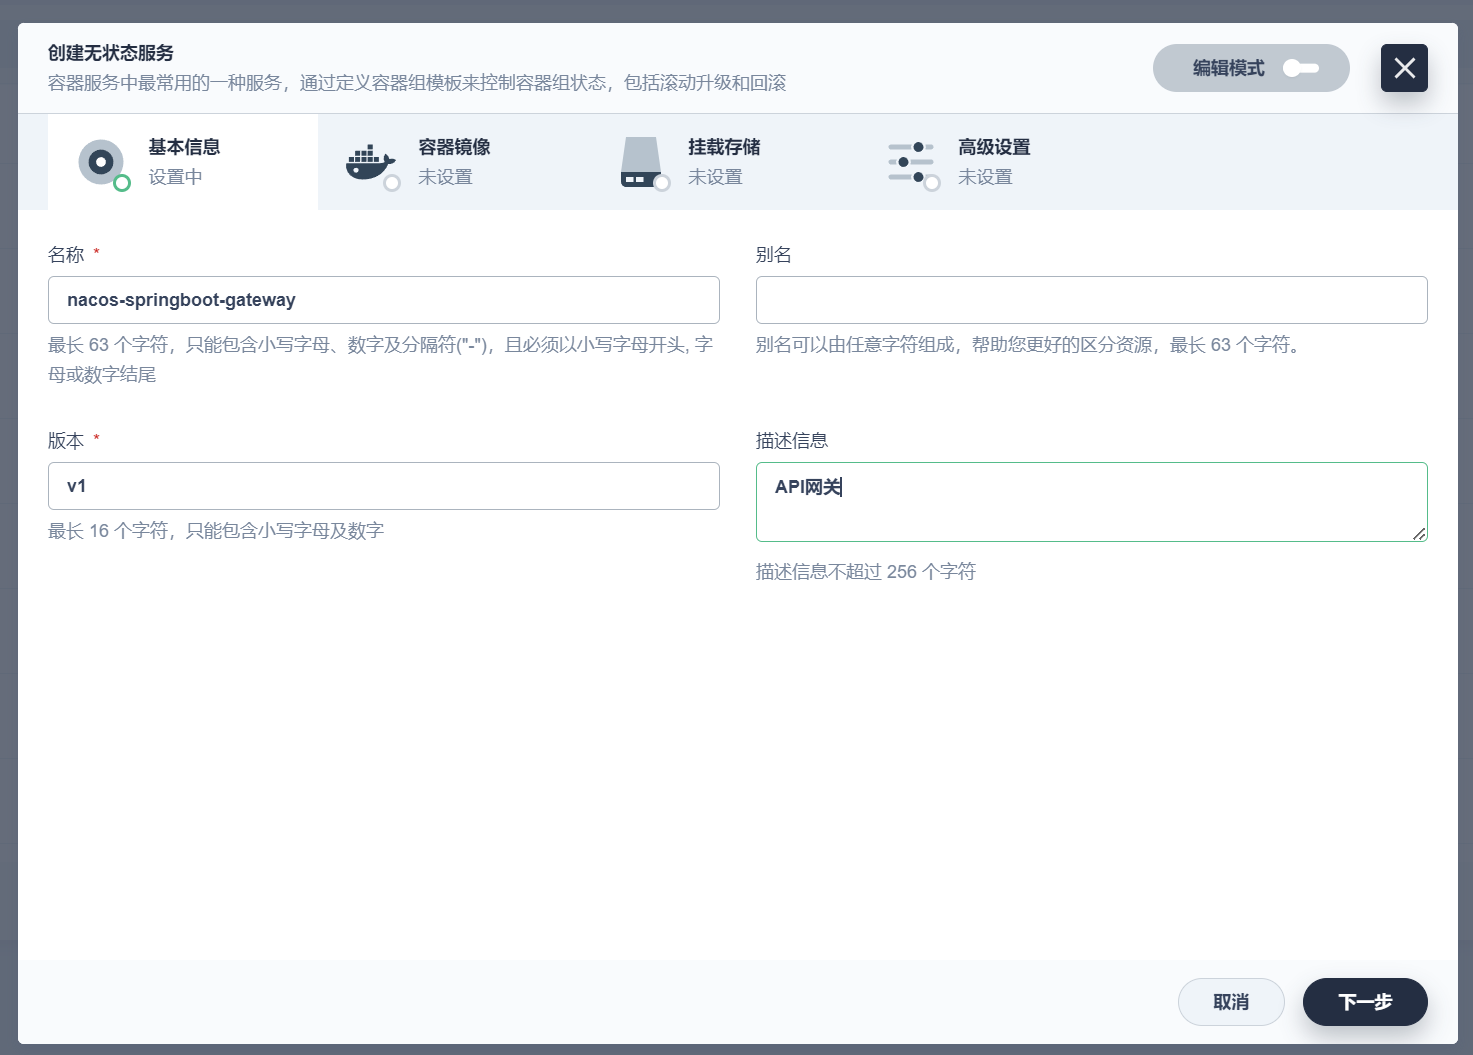 创建无状态服务
容器服务中最常用的一种服务，通过定义容器组模板来控制容器组状态，包括滚动升级和回滚
编辑模式
基本信息
设置中
容器镜像
未设置
挂载存储
未设置
高级设置
未设置
名称 *
nacos-springboot-gateway
最长 63 个字符，只能包含小写字母、数字及分隔符("-")，且必须以小写字母开头, 字
母或数字结尾
别名
别名可以由任意字符组成，帮助您更好的区分资源，最长 63 个字符。
版本 *
v1
最长 16 个字符，只能包含小写字母及数字
描述信息
API网关
描述信息不超过 256 个字符
取消
下一步